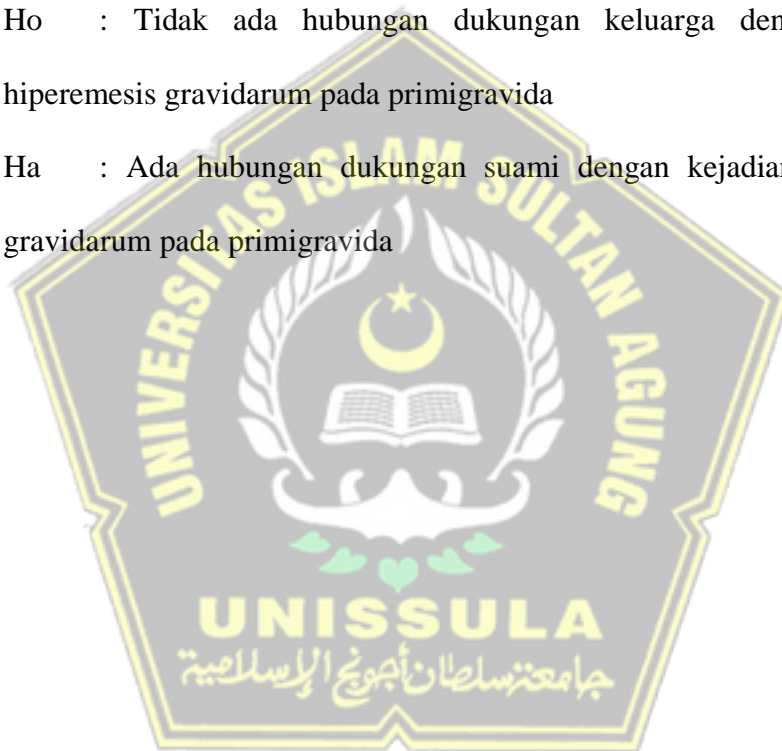 Ho : Tidak ada hubungan dukungan keluarga den
hiperemesis gravidarum pada primigravida
Ha : Ada hubungan dukungan suami dengan kejadian
gravidarum pada primigravida
UNIVERSITAS ISLAM SULTAN AGUNG
UNISSULA
جامعتسلطان أجونج الإسلامية